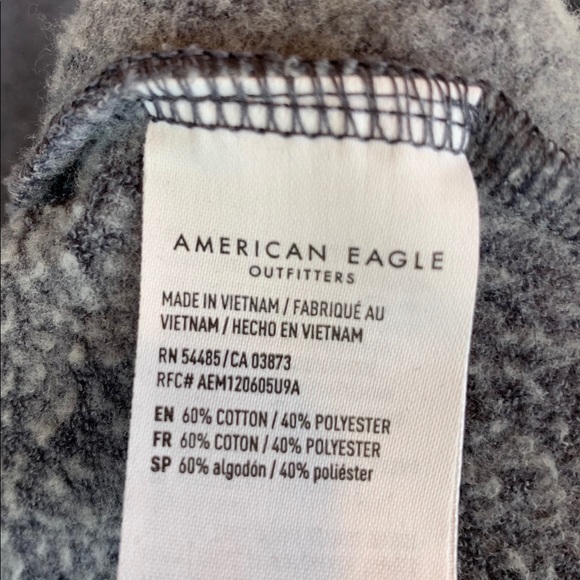 AMERICAN EAGLE
OUTFITTERS
MADE IN VIETNAM / FABRIQUÉ AU
VIETNAM / HECHO EN VIETNAM
RN 54485 / CA 03873
RFC# AEM120605U9A
EN 60% COTTON / 40% POLYESTER
FR 60% COTON / 40% POLYESTER
SP 60% algodón / 40% poliéster